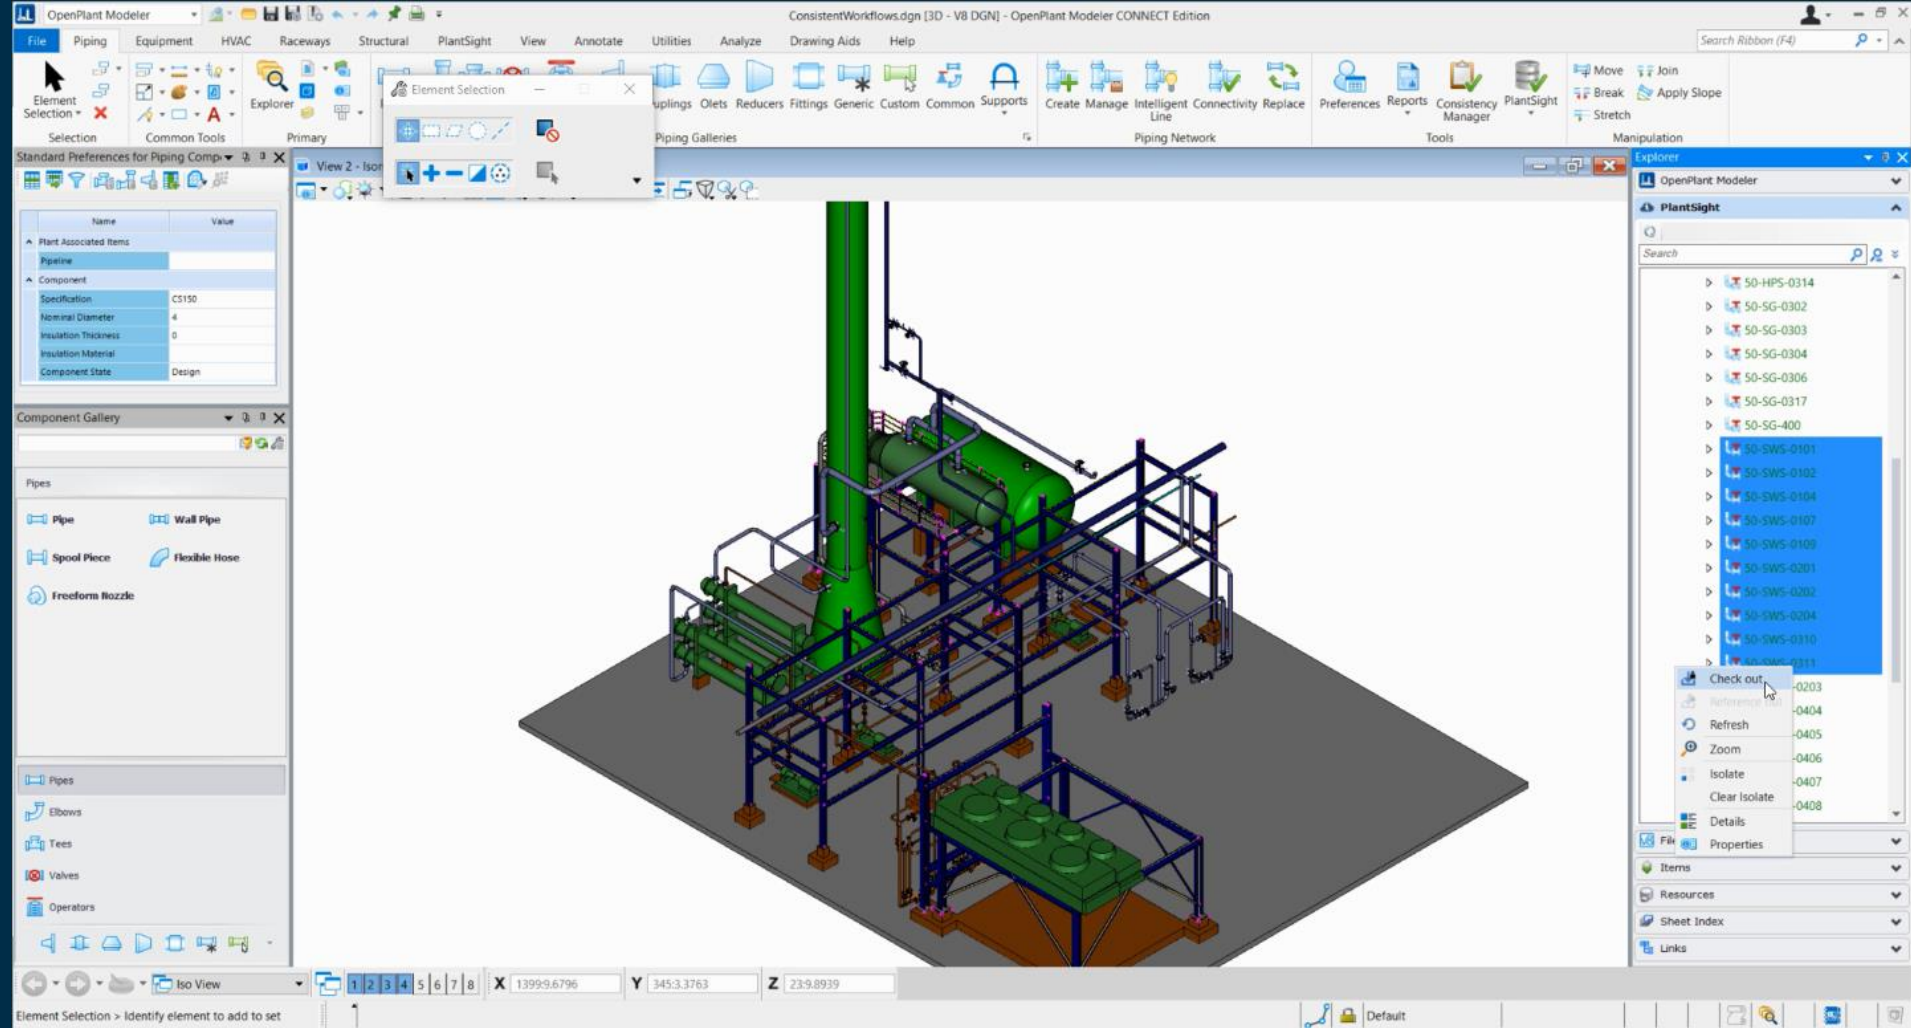 OpenPlant Modeler
ConsistentWorkflows.dgn [3D - V8 DGN] - OpenPlant Modeler CONNECT Edition
File Piping Equipment HVAC Raceways Structural PlantSight View Annotate Utilities Analyze Drawing Aids Help
Search Ribbon (F4)
Element Selection
Explorer
uplings Olets Reducers Fittings Generic Custom Common Supports
Create Manage Intelligent Line Connectivity Replace
Preferences Reports Consistency Manager PlantSight
Move Join
Break Apply Slope
Stretch
Selection Common Tools Primary Piping Galleries Piping Network Tools Manipulation
Element Selection
Standard Preferences for Piping Comp
View 2 - Isor
Name Value
Plant Associated Items
Pipeline
Component
Specification CS150
Nominal Diameter 4
Insulation Thickness 0
Insulation Material
Component State Design
Component Gallery
Pipes
Pipe Wall Pipe
Spool Piece Flexible Hose
Freeform Nozzle
Pipes
Elbows
Tees
Valves
Operators
Explorer
OpenPlant Modeler
PlantSight
Search
50-HPS-0314
50-SG-0302
50-SG-0303
50-SG-0304
50-SG-0306
50-SG-0317
50-SG-400
50-SWS-0101
50-SWS-0102
50-SWS-0104
50-SWS-0107
50-SWS-0109
50-SWS-0201
50-SWS-0202
50-SWS-0204
50-SWS-0310
50-SWS-0311
-0203
-0404
-0405
-0406
-0407
-0408
Check out
Refresh
Zoom
Isolate
Clear Isolate
Details
Properties
File
Items
Resources
Sheet Index
Links
Iso View
1 2 3 4 5 6 7 8
X 1399:9.6796 Y 345:3.3763 Z 23:9.8939
Element Selection > Identify element to add to set
Default